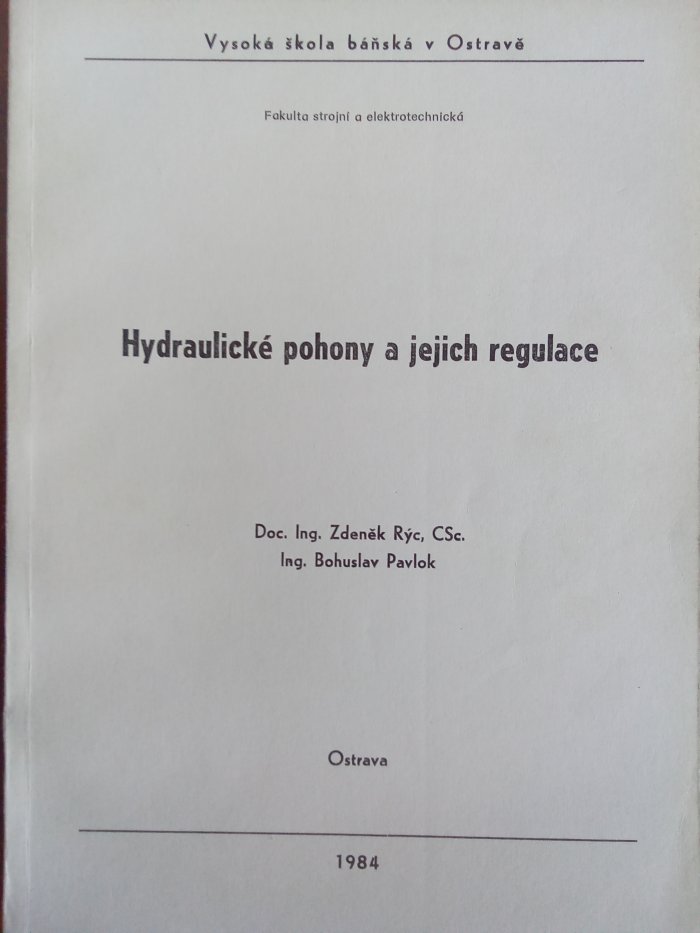 Vysoká škola báňská v Ostravě
Fakulta strojní a elektrotechnická
Hydraulické pohony a jejich regulace
Doc. Ing. Zdeněk Rýc, CSc.
Ing. Bohuslav Pavlok
Ostrava
1984